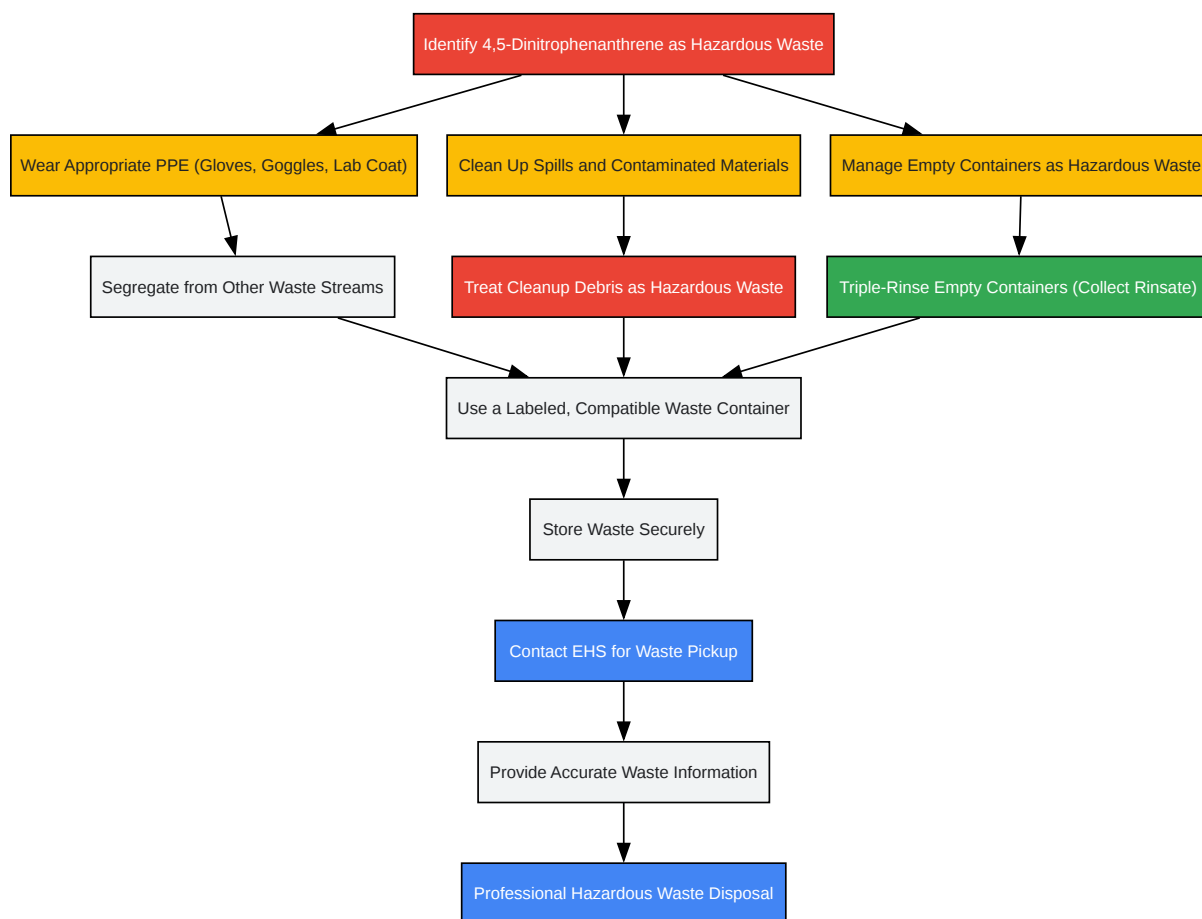 Identify 4,5-Dinitrophenanthrene as Hazardous Waste
Wear Appropriate PPE (Gloves, Goggles, Lab Coat)
Clean Up Spills and Contaminated Materials
Manage Empty Containers as Hazardous Waste
Segregate from Other Waste Streams
Treat Cleanup Debris as Hazardous Waste
Triple-Rinse Empty Containers (Collect Rinsate)
Use a Labeled, Compatible Waste Container
Store Waste Securely
Contact EHS for Waste Pickup
Provide Accurate Waste Information
Professional Hazardous Waste Disposal